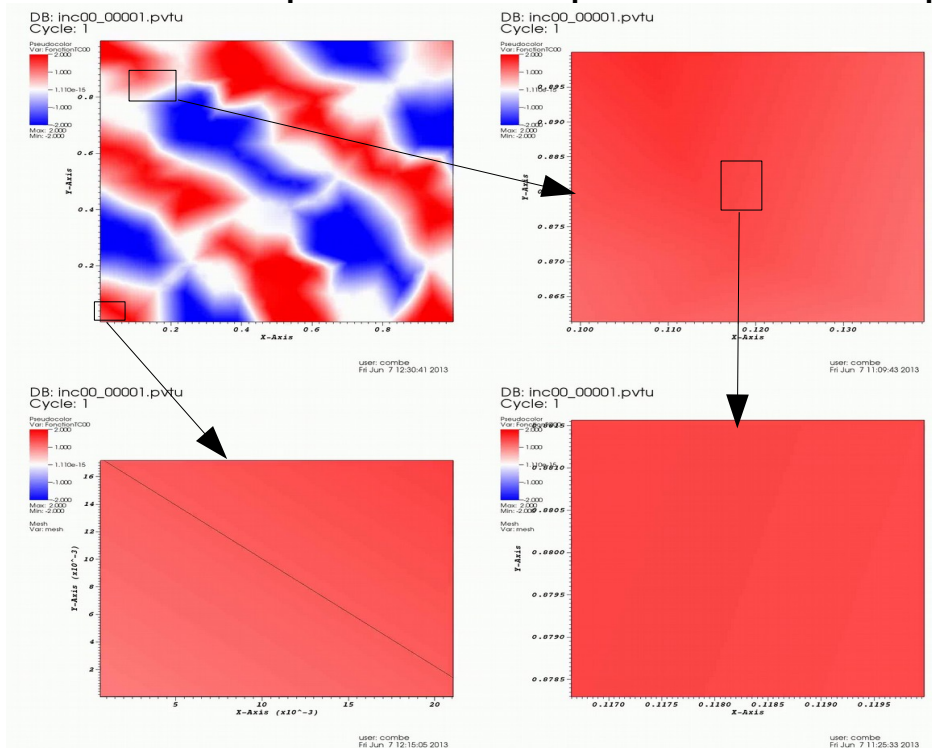 DB: inc00_00001.pvtu
Cycle: 1
Pseudocolor
Var: FonctionTC00
2.000
1.000
1.110e-15
-1.000
-2.000
Max: 2.000
Min: -2.000
0.8
0.6
0.4
0.2
Y-Axis
0.2
0.4
0.6
0.8
X-Axis
user: combe
Fri Jun 7 12:30:41 2013
DB: inc00_00001.pvtu
Cycle: 1
Pseudocolor
Var: FonctionTC00
2.000
1.000
1.110e-15
-1.000
-2.000
Max: 2.000
Min: -2.000
0.895
0.890
0.885
0.875
0.870
0.865
Y-Axis
0.100
0.110
0.120
0.130
X-Axis
user: combe
Fri Jun 7 11:09:43 2013
DB: inc00_00001.pvtu
Cycle: 1
Pseudocolor
Var: FonctionTC00
2.000
1.000
1.110e-15
-1.000
-2.000
Max: 2.000
Min: -2.000
Mesh
Var: mesh
16
14
12
10
8
6
4
2
Y-Axis (x10^-3)
5
10
15
20
X-Axis (x10^-3)
user: combe
Fri Jun 7 12:15:05 2013
DB: inc00_00001.pvtu
Cycle: 1
Pseudocolor
2.000
1.000
-1.000
-2.000
Max: 2.000
Mesh
Var: mesh
0.8815
0.8810
0.8805
0.8800
0.8795
0.8790
0.8785
Y-Axis
0.1170
0.1175
0.1180
0.1185
0.1190
0.1195
X-Axis
user: combe
Fri Jun 7 11:25:33 2013